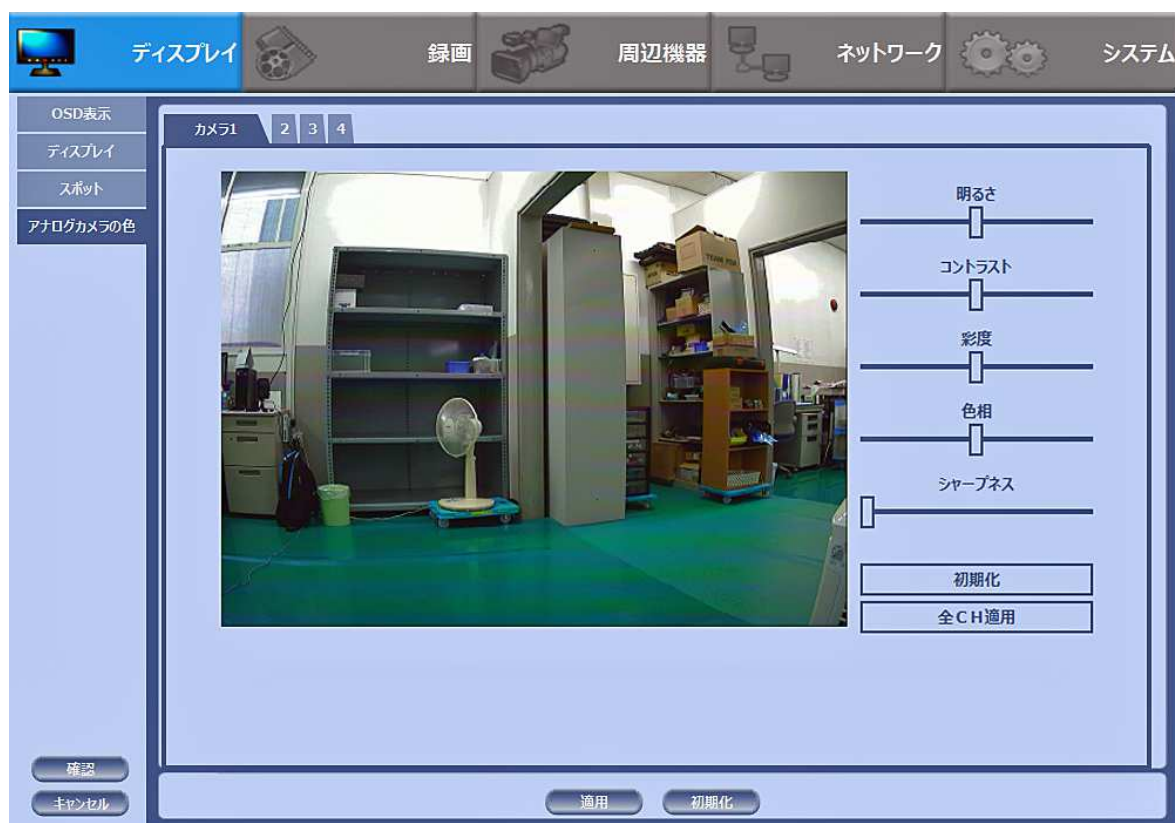 ディスプレイ
録画
周辺機器
ネットワーク
システム
OSD表示
ディスプレイ
スポット
アナログカメラの色
カメラ1
2
3
4
明るさ
コントラスト
彩度
色相
シャープネス
初期化
全CH適用
確認
キャンセル
適用
初期化